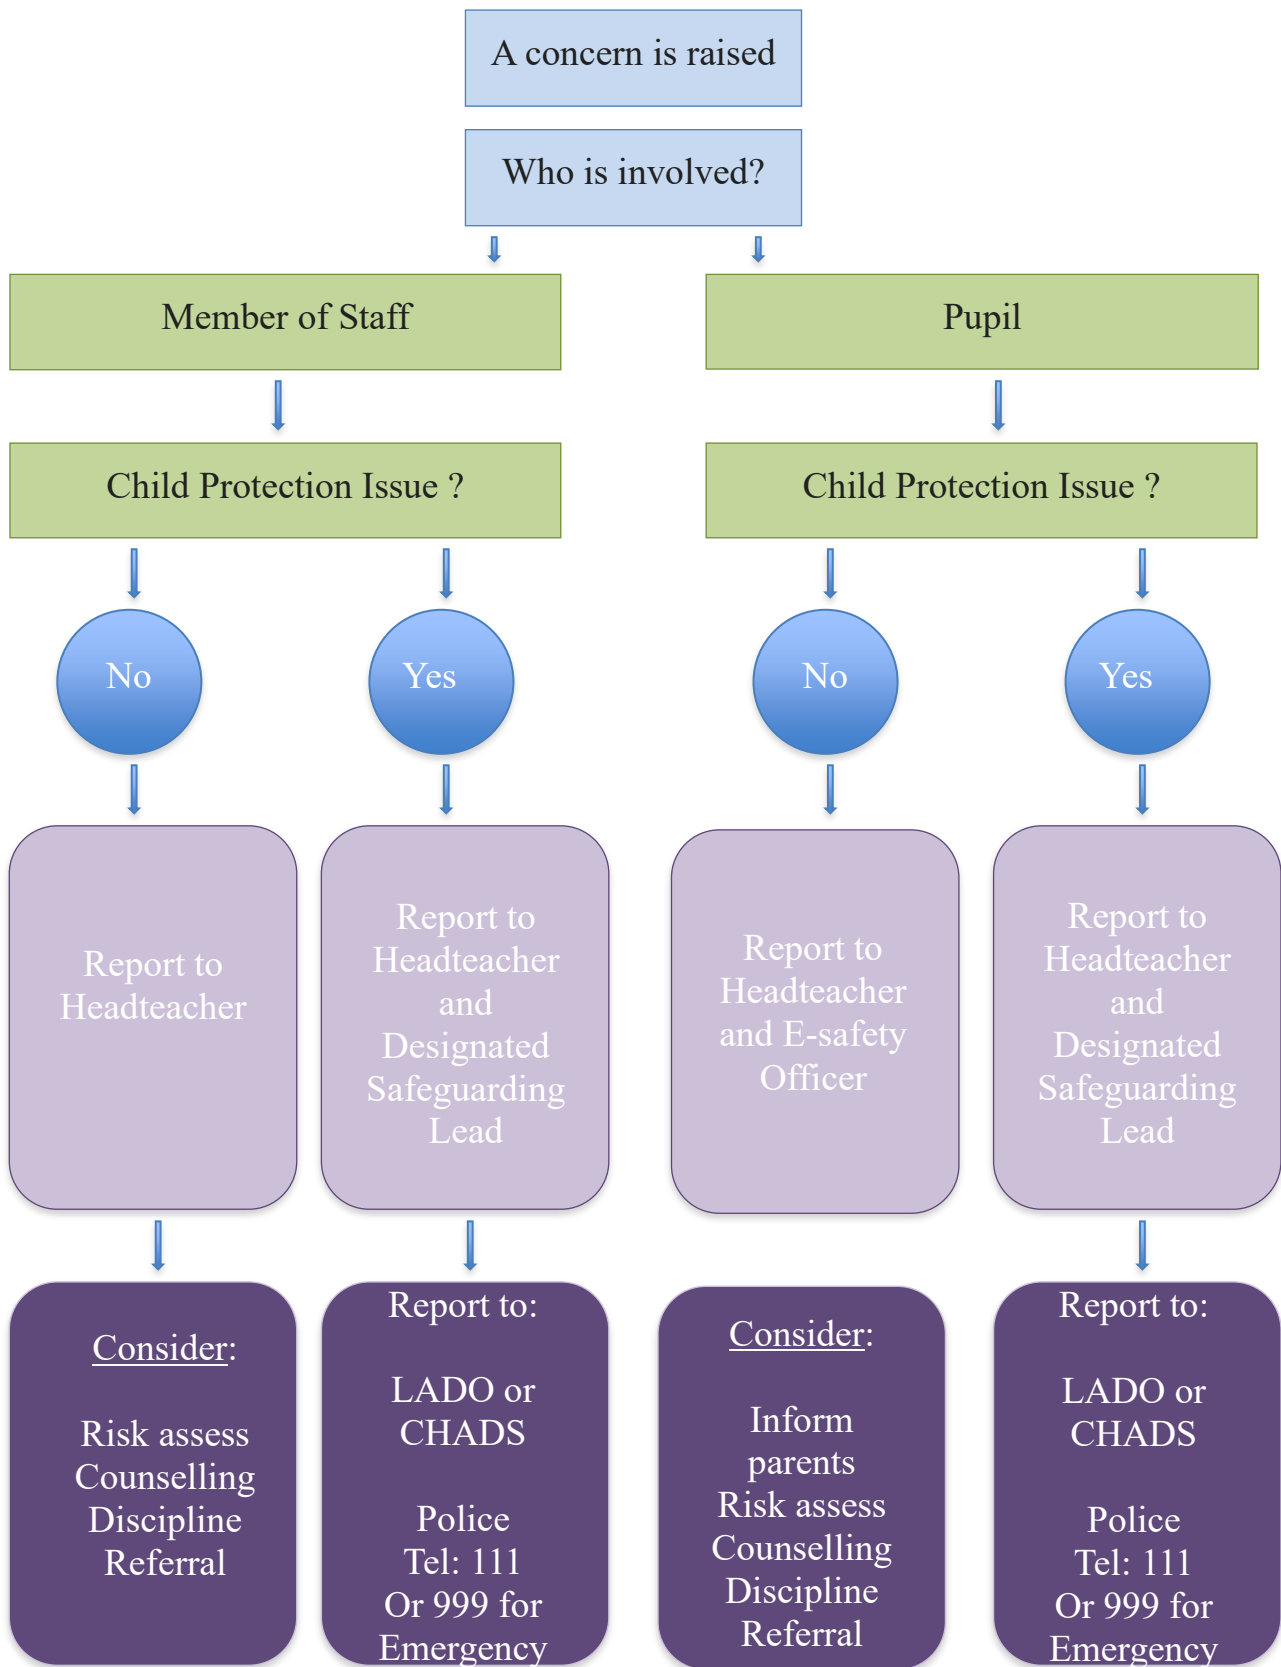 A concern is raised
Who is involved?
Member of Staff
Pupil
Child Protection Issue ?
Child Protection Issue ?
No
Yes
No
Yes
Report to
Headteacher
Report to
Headteacher
and
Designated
Safeguarding
Lead
Report to
Headteacher
and E-safety
Officer
Report to
Headteacher
and
Designated
Safeguarding
Lead
Consider:
Risk assess
Counselling
Discipline
Referral
Report to:
LADO or
CHADS
Police
Tel: 111
Or 999 for
Emergency
Consider:
Inform
parents
Risk assess
Counselling
Discipline
Referral
Report to:
LADO or
CHADS
Police
Tel: 111
Or 999 for
Emergency